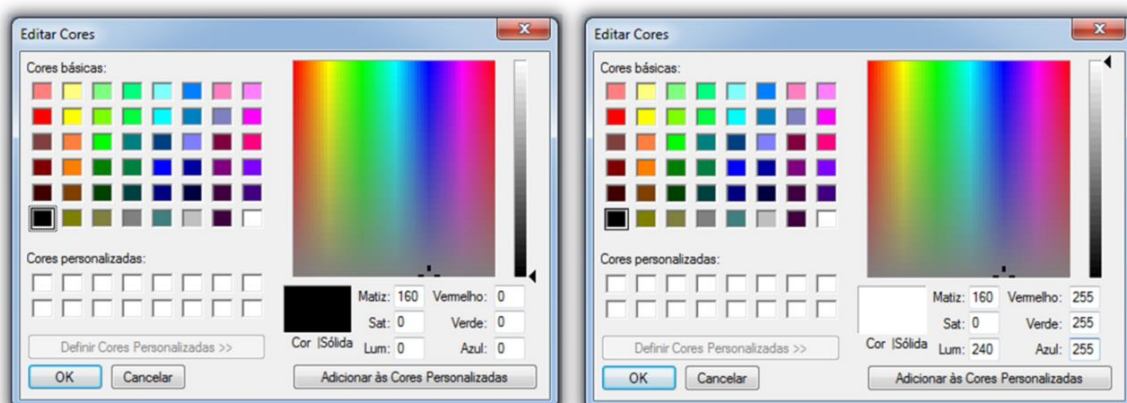 Editar Cores
Cores básicas:
Cores personalizadas:
Definir Cores Personalizadas >>
OK Cancelar
Matiz: 160 Vermelho: 0
Sat: 0 Verde: 0
Cor |Sólida Lum: 0 Azul: 0
Adicionar às Cores Personalizadas
Editar Cores
Cores básicas:
Cores personalizadas:
Definir Cores Personalizadas >>
OK Cancelar
Matiz: 160 Vermelho: 255
Sat: 0 Verde: 255
Cor |Sólida Lum: 240 Azul: 255
Adicionar às Cores Personalizadas